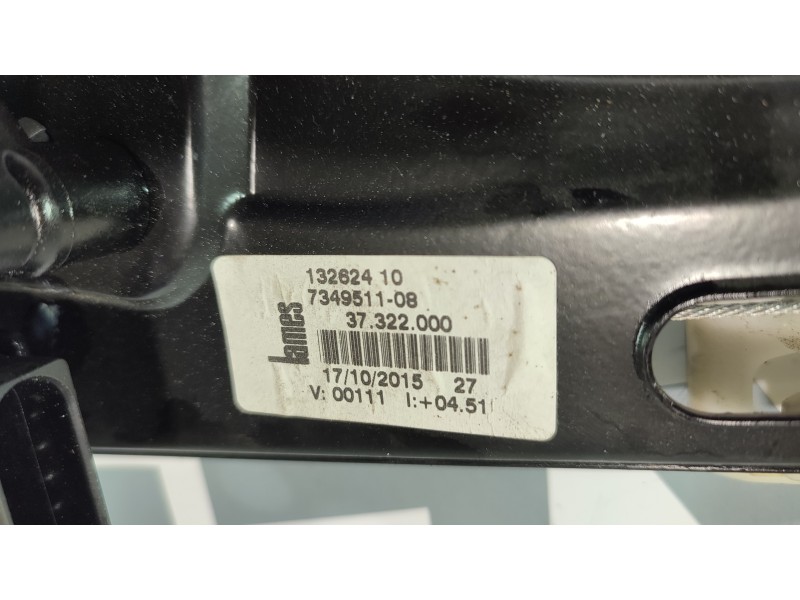 lames
132624 10
7349511-08
37.322.000
17/10/2015 27
V: 00111 I:+04.51